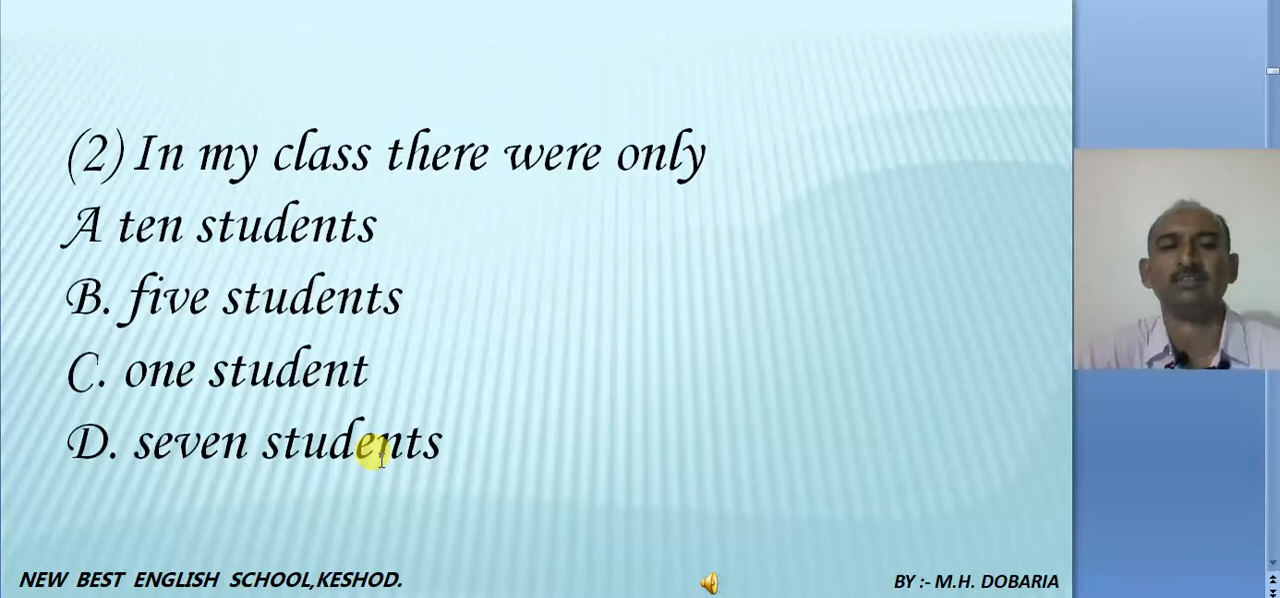 (2) In my class there were only
A ten students
B. five students
C. one student
D. seven students
NEW BEST ENGLISH SCHOOL,KESHOD.
BY :- M.H. DOBARIA